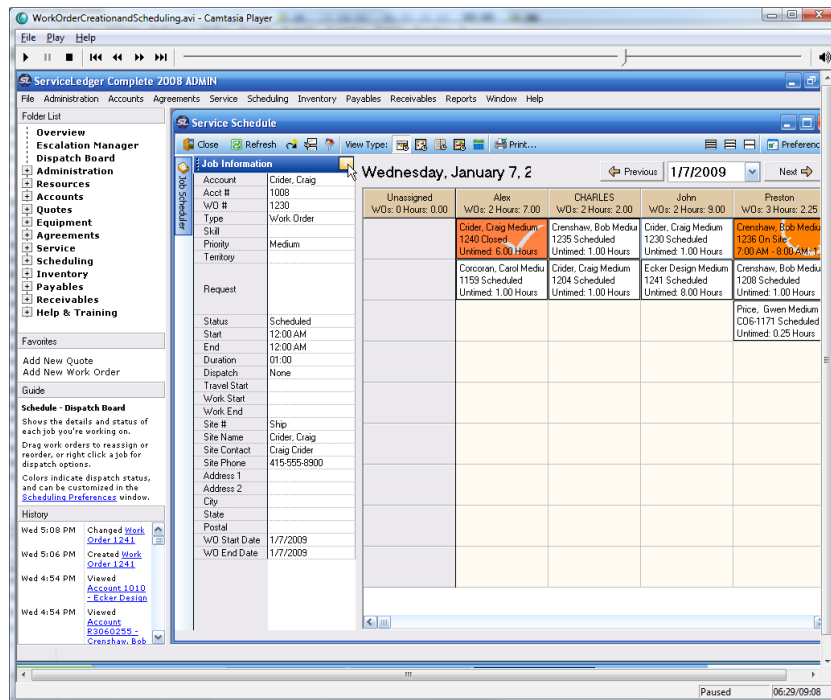 WorkOrderCreationandScheduling.avi - Camtasia Player
File Play Help
ServiceLedger Complete 2008 ADMIN
File Administration Accounts Agreements Service Scheduling Inventory Payables Receivables Reports Window Help
Folder List
Overview
Escalation Manager
Dispatch Board
Administration
Resources
Accounts
Quotes
Equipment
Agreements
Service
Scheduling
Inventory
Payables
Receivables
Help & Training
Favorites
Add New Quote
Add New Work Order
Guide
Schedule - Dispatch Board
Shows the details and status of
each job you're working on.
Drag work orders to reassign or
reorder, or right click a job for
dispatch options.
Colors indicate dispatch status,
and can be customized in the
Scheduling Preferences window.
History
Wed 5:08 PM Changed Work
Order 1241
Wed 5:06 PM Created Work
Order 1241
Wed 4:54 PM Viewed
Account 1010
- Ecker Design
Wed 4:54 PM Viewed
Account
R3060255 -
Crenshaw, Bob
SL Service Schedule
Close Refresh View Type: Print... Preferenc
Job Scheduler
Job Information
Account Crider, Craig
Acct # 1008
WO # 1230
Type Work Order
Skill
Priority Medium
Territory
Request
Status Scheduled
Start 12:00 AM
End 12:00 AM
Duration 01:00
Dispatch None
Travel Start
Work Start
Work End
Site # Ship
Site Name Crider, Craig
Site Contact Craig Crider
Site Phone 415-555-8900
Address 1
Address 2
City
State
Postal
WO Start Date 1/7/2009
WO End Date 1/7/2009
Wednesday, January 7, 2 Previous 1/7/2009 Next
Unassigned Alex CHARLES John Preston
WOs: 0 Hours: 0.00 WOs: 2 Hours: 7.00 WOs: 2 Hours: 2.00 WOs: 2 Hours: 9.00 WOs: 3 Hours: 2.25
Crider, Craig Medium Crenshaw, Bob Mediu Crider, Craig Medium Crenshaw, Bob Mediu
1240 Closed 1235 Scheduled 1230 Scheduled 1236 On Site
Untimed: 6.00 Hours Untimed: 1.00 Hours Untimed: 1.00 Hours 7:00 AM - 8:00 AM: 1
Corcoran, Carol Mediu Crider, Craig Medium Ecker Design Medium Crenshaw, Bob Mediu
1159 Scheduled 1204 Scheduled 1241 Scheduled 1208 Scheduled
Untimed: 1.00 Hours Untimed: 1.00 Hours Untimed: 8.00 Hours Untimed: 1.00 Hours
Price, Gwen Medium
CO6-1171 Scheduled
Untimed: 0.25 Hours
Paused 06:29/09:08